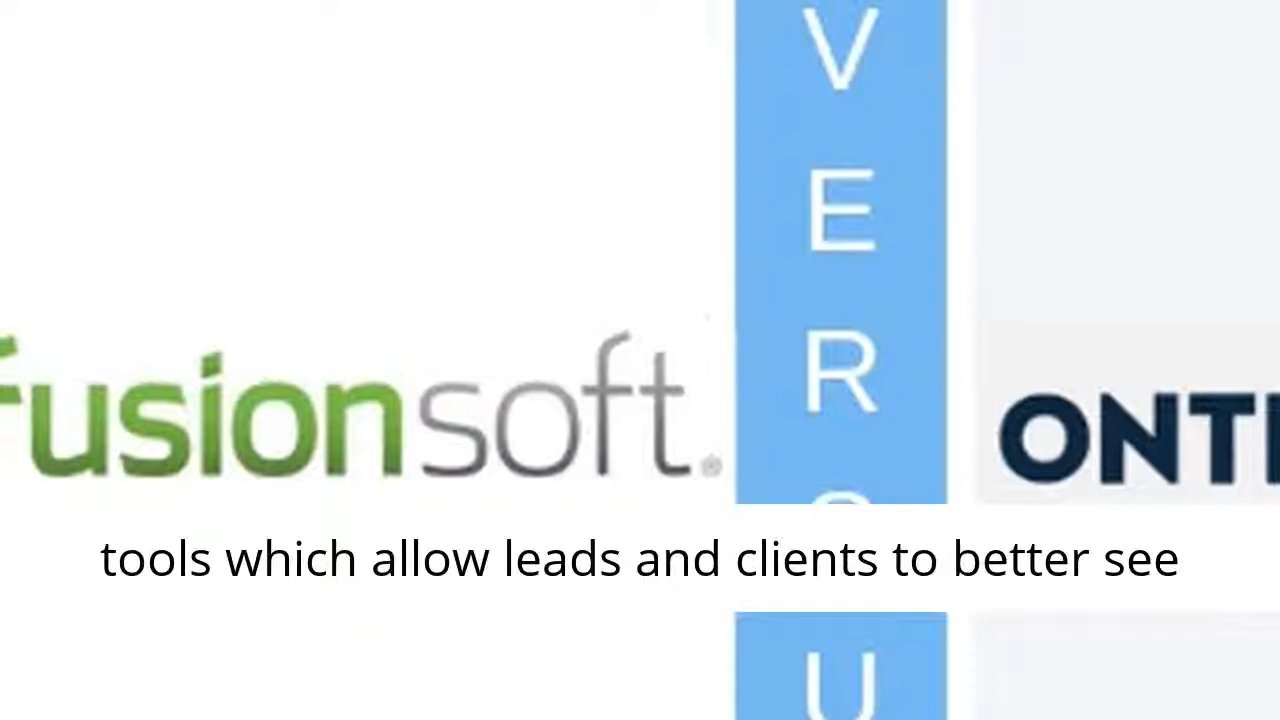 fusionsoft.
V
E
R
S
U
ONT
tools which allow leads and clients to better see